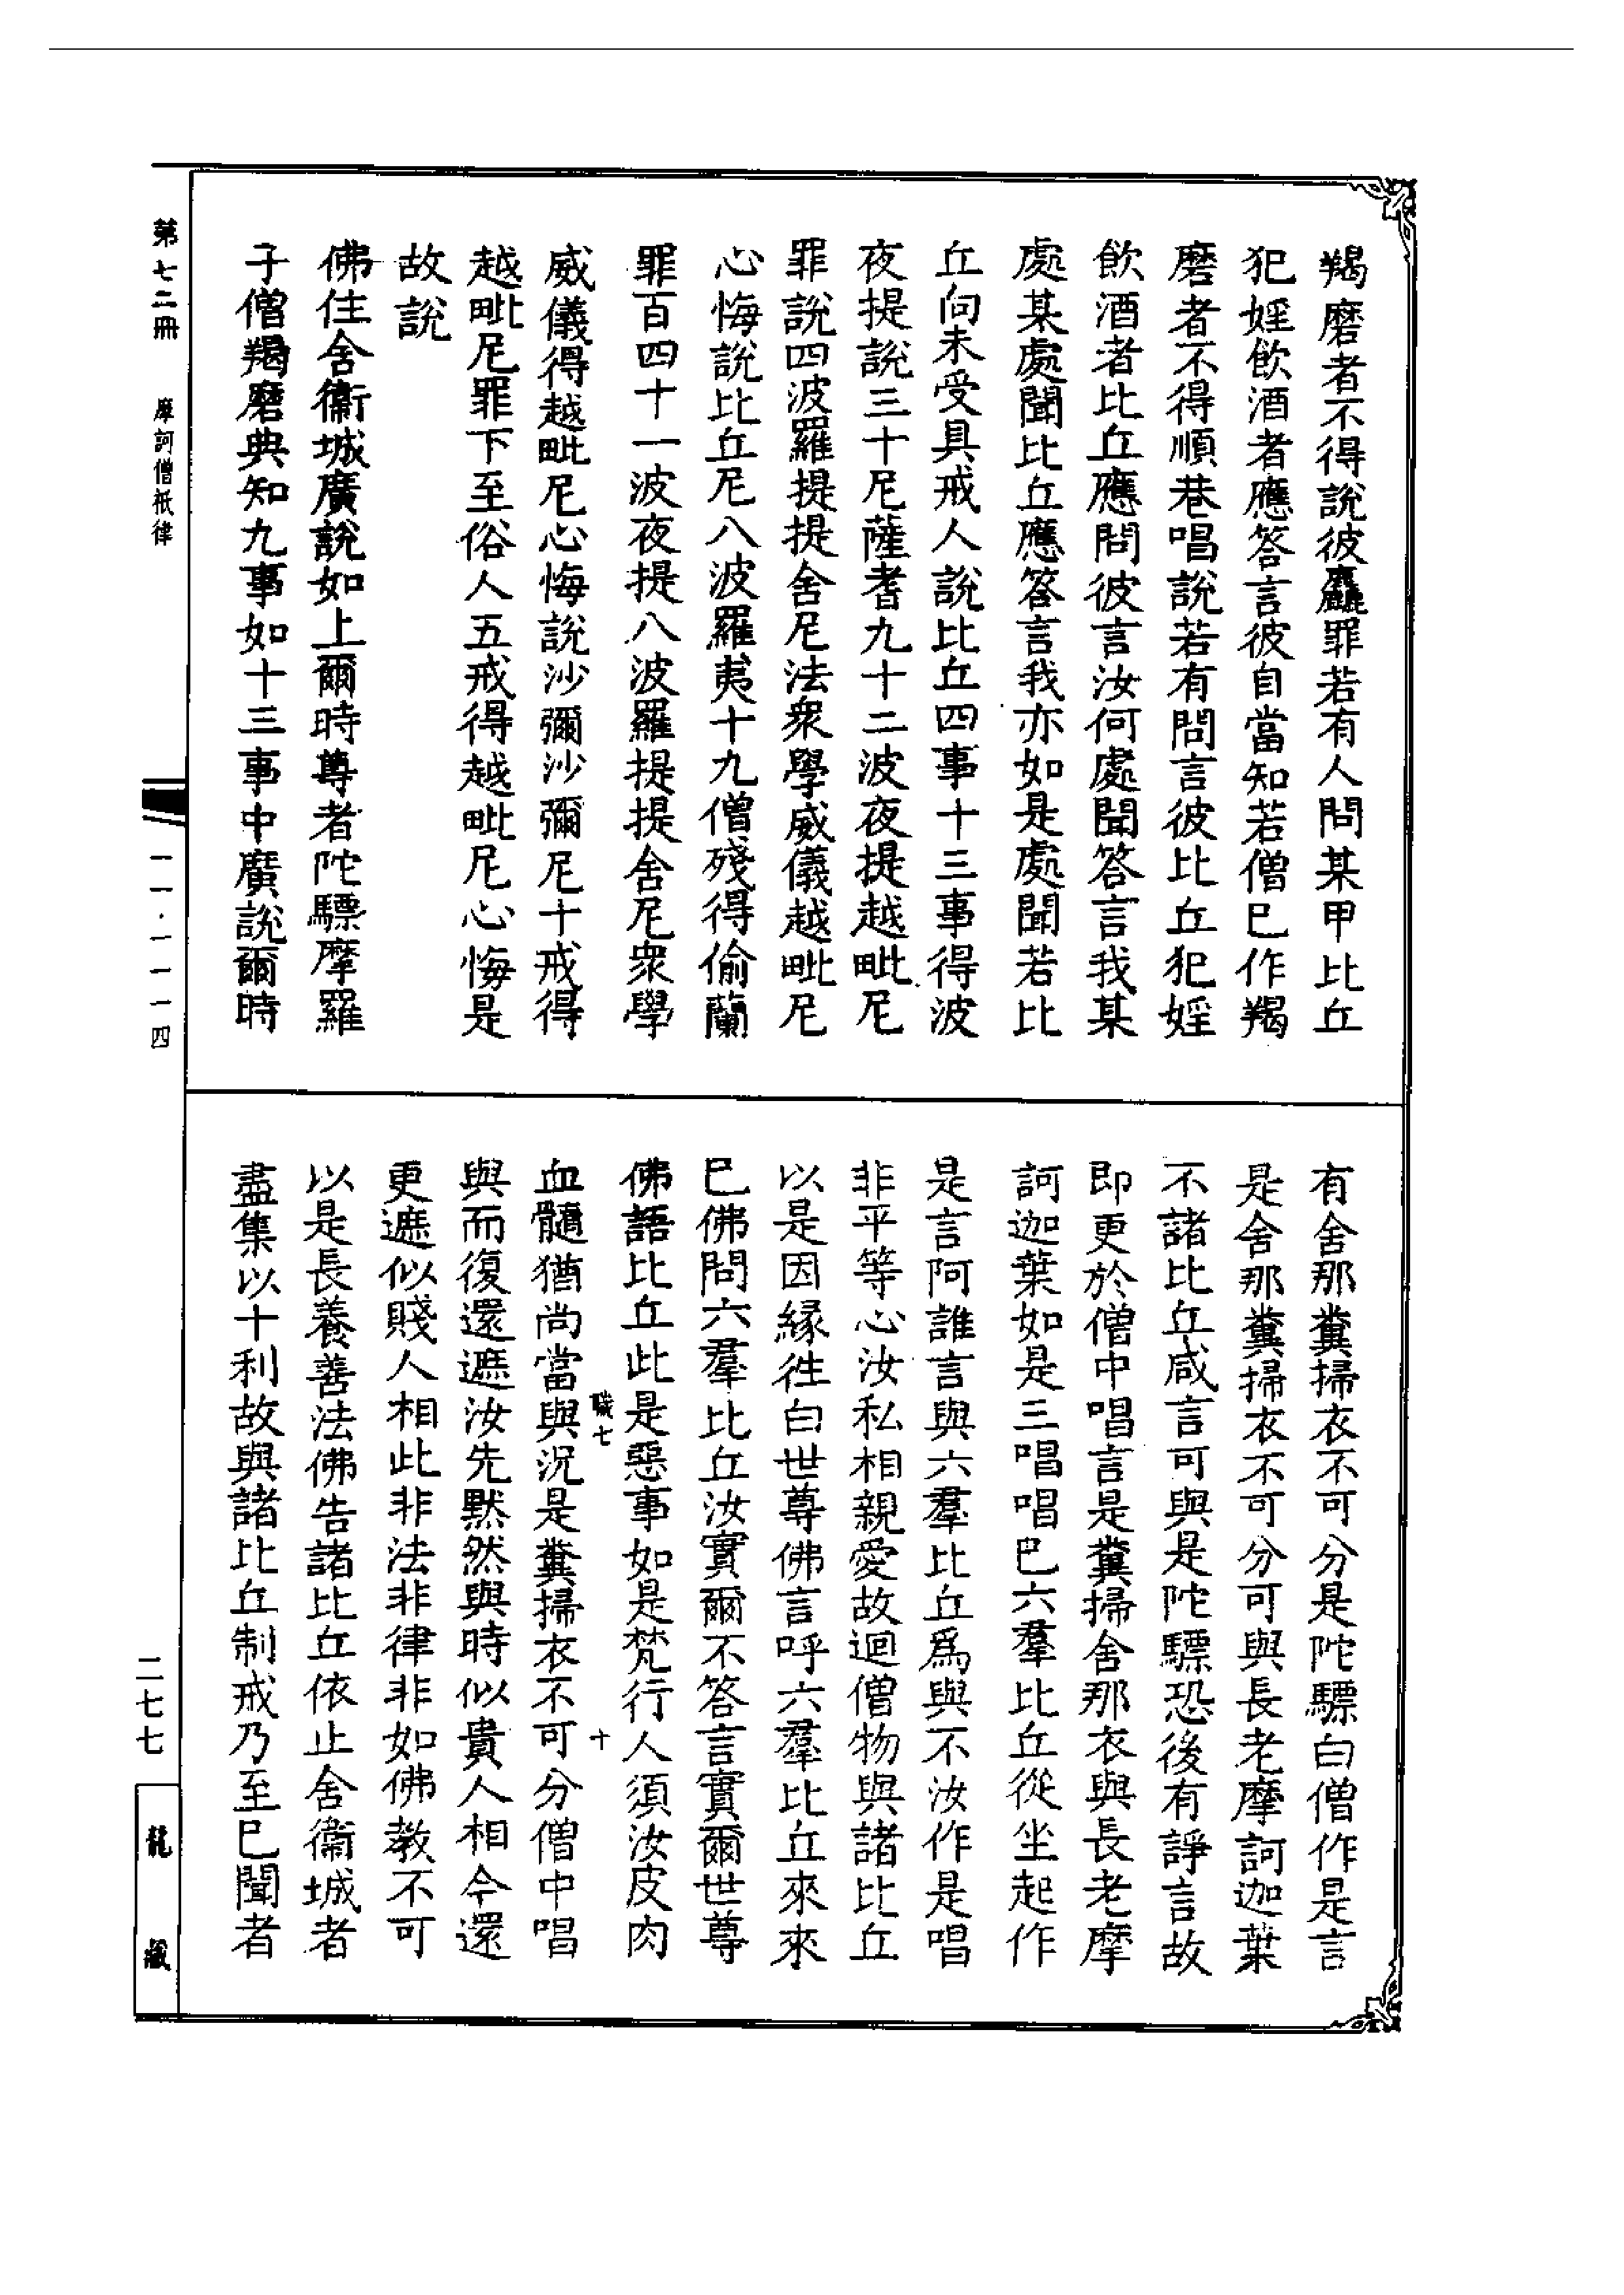 羯磨者不得說彼麤罪若有人問某甲比丘
犯婬飲酒者應答言彼自當知若僧已作羯
磨者不得順巷唱說若有問言彼比丘犯婬
飲酒者比丘應問彼言汝何處聞答言我某
處某處聞比丘應答言我亦如是處聞若比
丘向未受具戒人說比丘四事十三事得波
夜提說三十尼薩耆九十二波夜提越毗尼
罪說四波羅提提舍尼法衆學威儀越毗尼
心悔說比丘尼八波羅夷十九僧殘得偷蘭
罪百四十一波夜提八波羅提提舍尼衆學
威儀得越毗尼心悔說沙彌沙彌尼十戒得
越毗尼罪下至俗人五戒得越毗尼心悔是
故說
佛住舍衞城廣說如上爾時尊者陀驃摩羅
子僧羯磨典知九事如十三事中廣說爾時
有舍那糞掃衣不可分是陀驃白僧作是言
是舍那糞掃衣不可分可與長老摩訶迦葉
不諸比丘咸言可與是陀驃恐後有諍言故
即更於僧中唱言是糞掃舍那衣與長老摩
訶迦葉如是三唱唱已六羣比丘從坐起作
是言阿誰言與六羣比丘爲與不汝作是唱
非平等心汝私相親愛故迴僧物與諸比丘
以是因緣徃白世尊佛言呼六羣比丘來來
已佛問六羣比丘汝實爾不答言實爾世尊
佛語比丘此是惡事如是梵行人須汝皮肉
血髓猶尚當與況是糞掃衣不可分僧中唱
與而復還遮汝先默然與時似貴人相今還
更遮似賤人相此非法非律非如佛教不可
以是長養善法佛告諸比丘依止舍衞城者
盡集以十利故與諸比丘制戒乃至已聞者
職七
十
第七二冊
摩訶僧祇律
一一·一一一四
二七七
龍藏